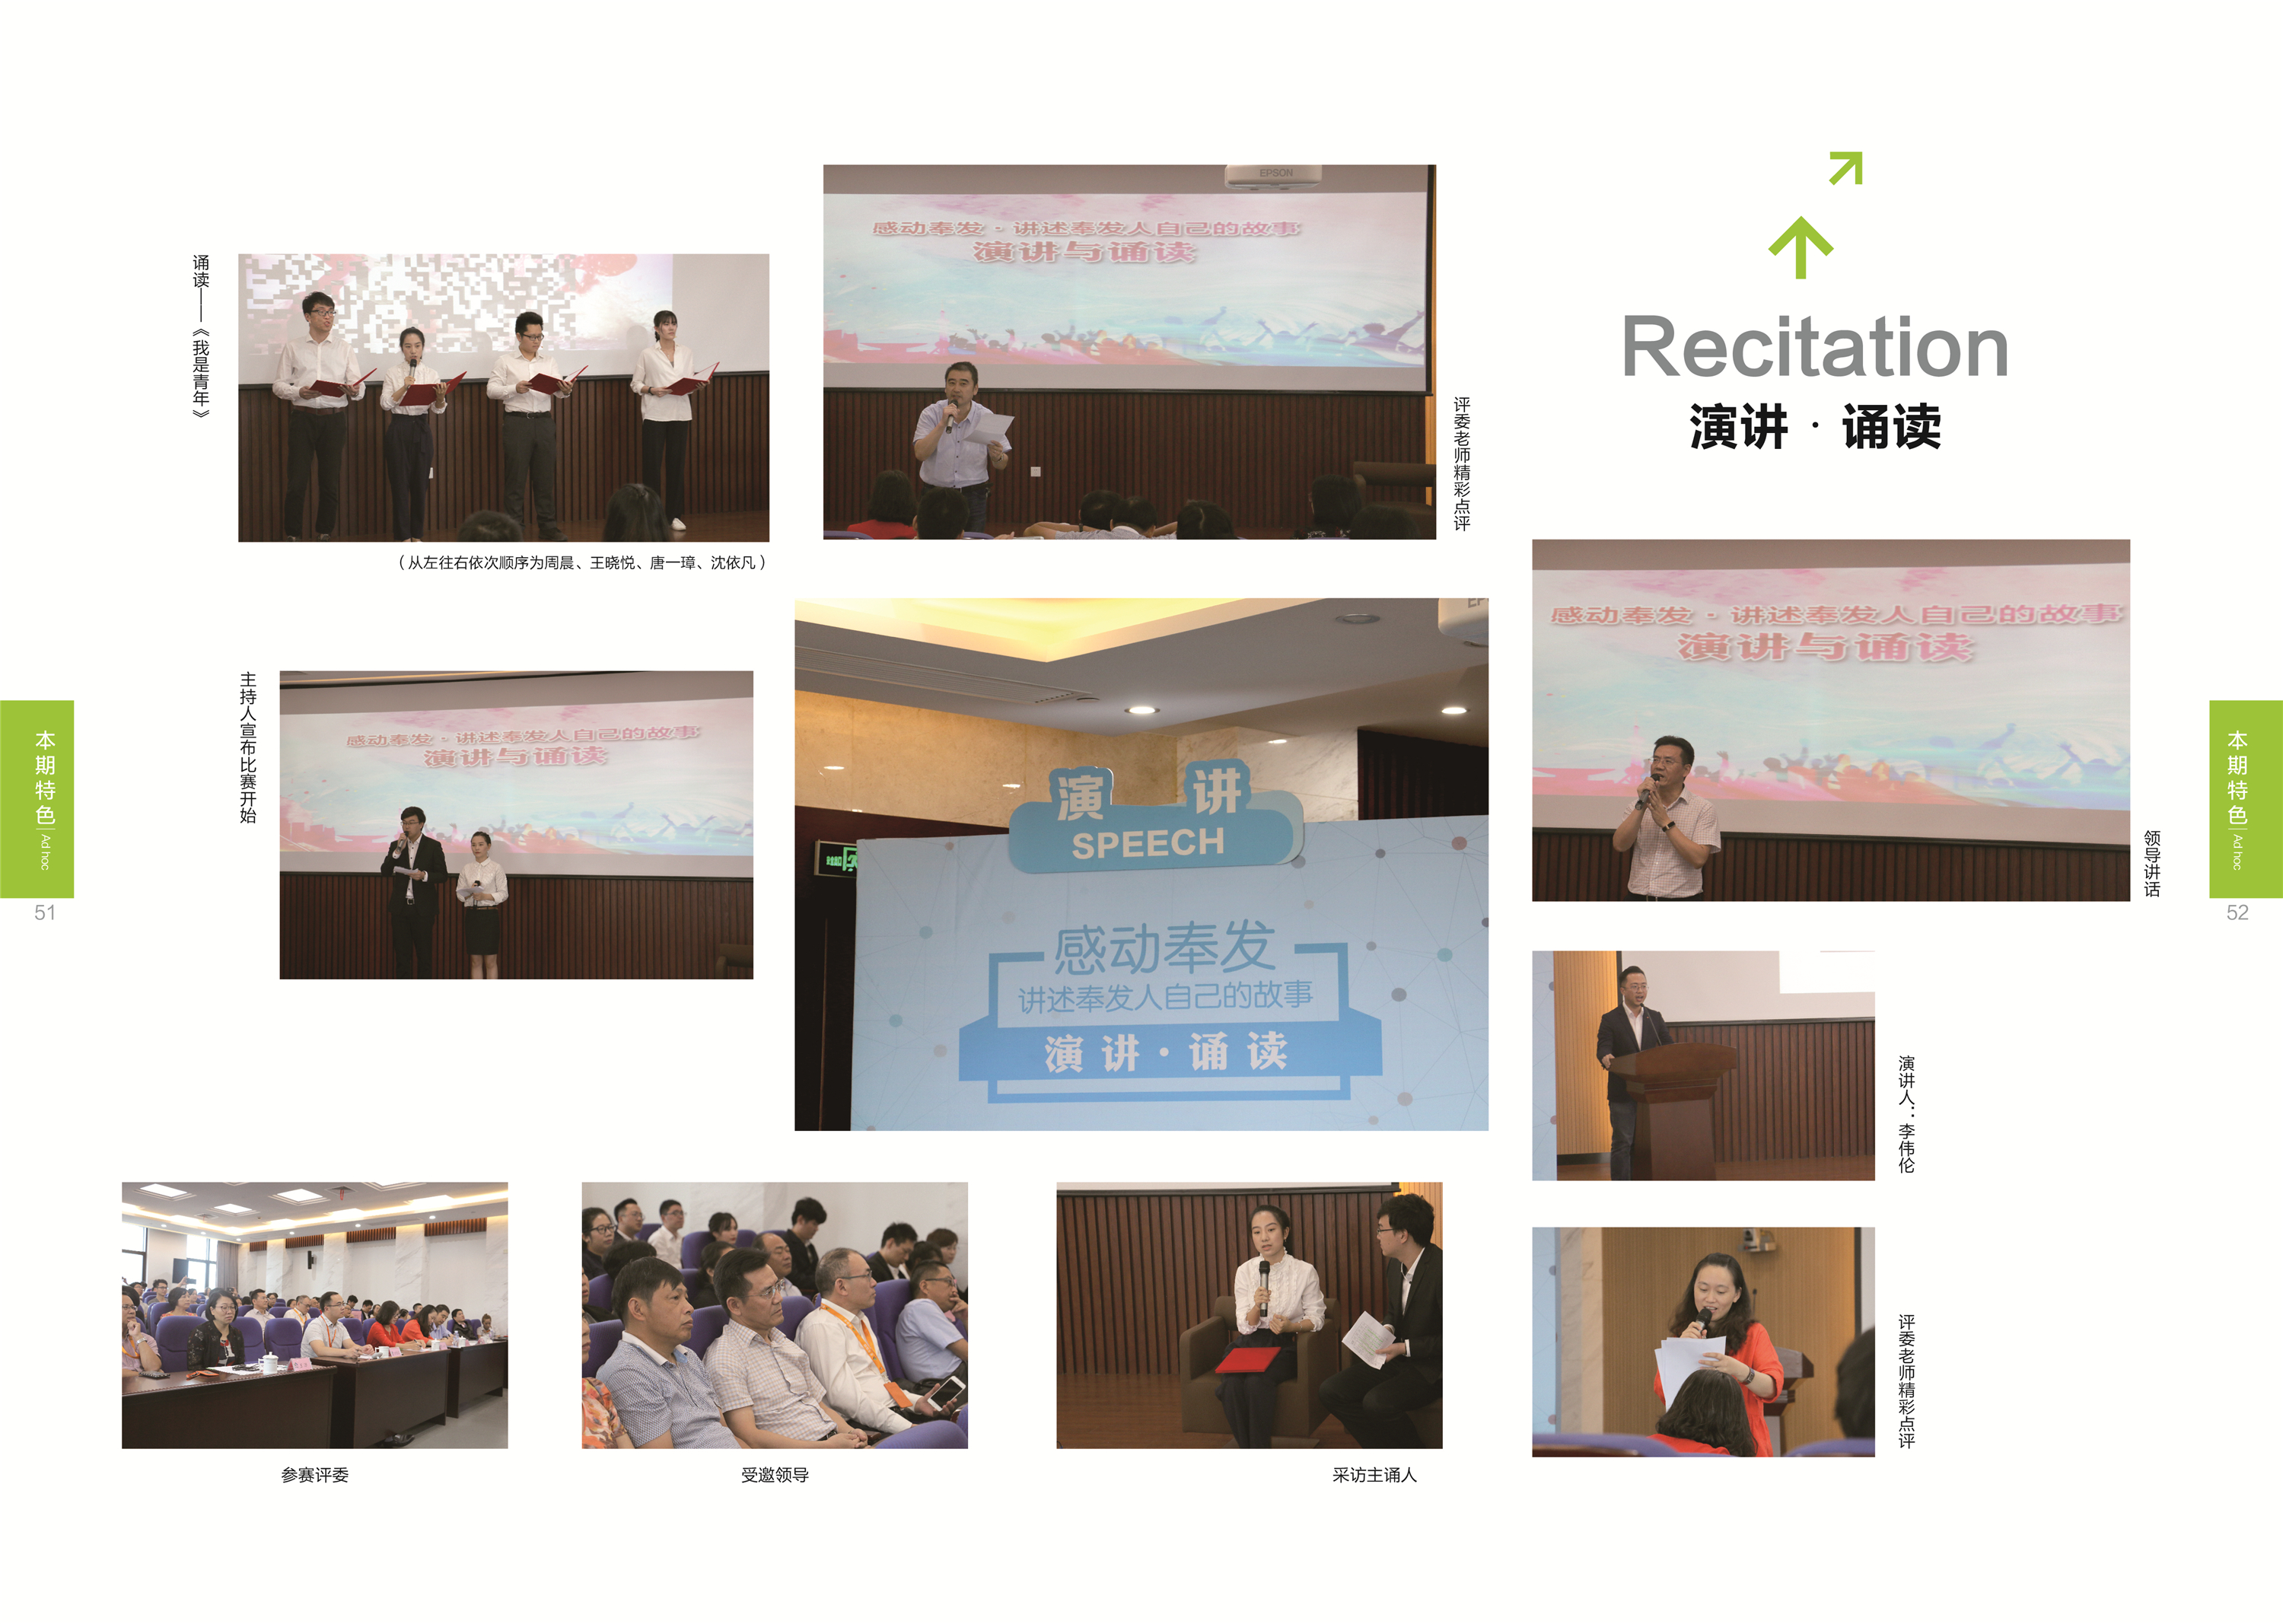 Recitation
演讲 · 诵读
诵读——《我是青年》
（从左往右依次顺序为周晨、王晓悦、唐一璋、沈依凡）
EPSON
感动奉发 · 讲述奉发人自己的故事
演讲与诵读
评委老师精彩点评
主持人宣布比赛开始
感动奉发 · 讲述奉发人自己的故事
演讲与诵读
演 讲
SPEECH
感动奉发
讲述奉发人自己的故事
演 讲 · 诵 读
感动奉发 · 讲述奉发人自己的故事
演讲与诵读
领导讲话
演讲人：李伟伦
评委老师精彩点评
参赛评委
受邀领导
采访主诵人
本期特色 | Ad hoc
51
本期特色 | Ad hoc
52